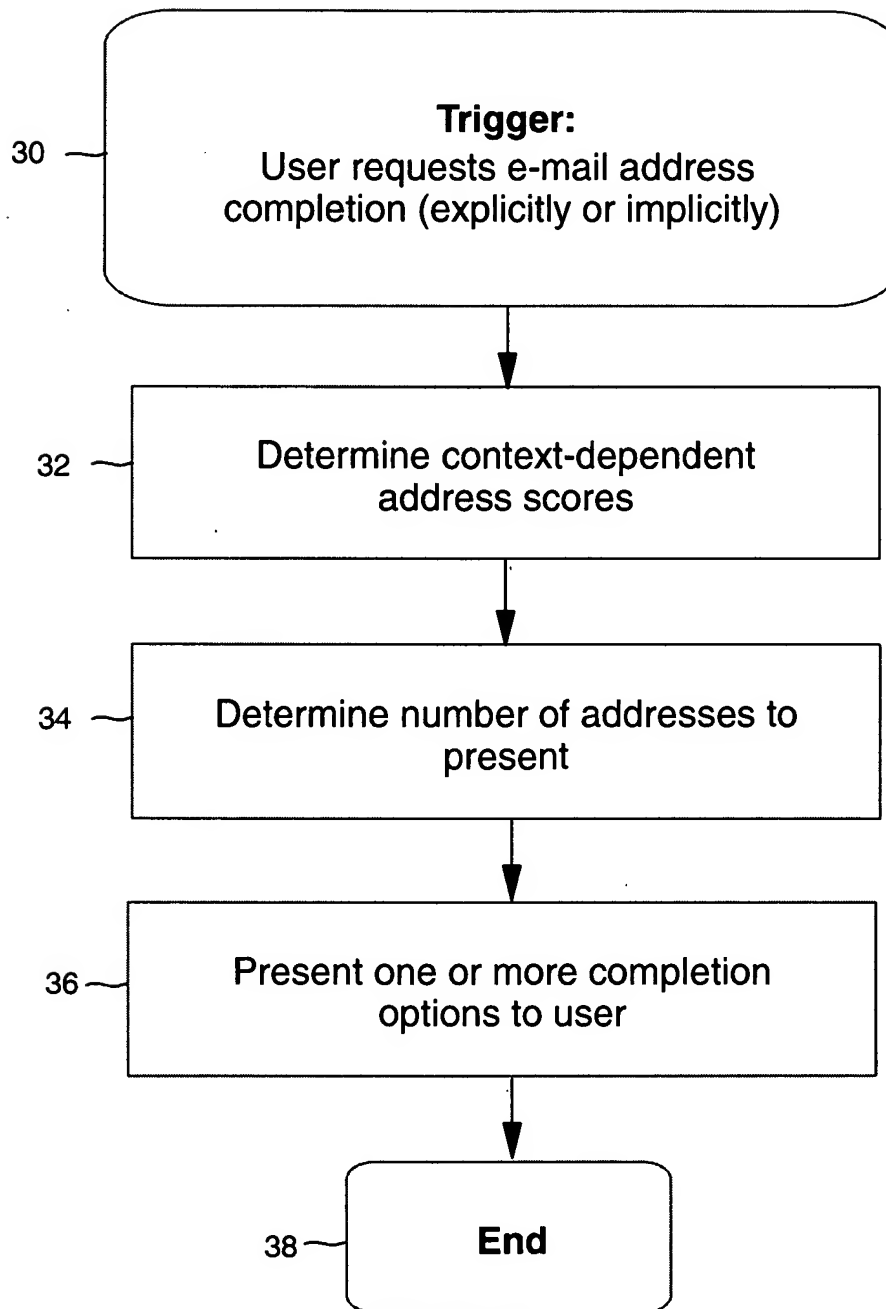 30
Trigger:
User requests e-mail address
completion (explicitly or implicitly)
32
Determine context-dependent
address scores
34
Determine number of addresses to
present
36
Present one or more completion
options to user
38
End